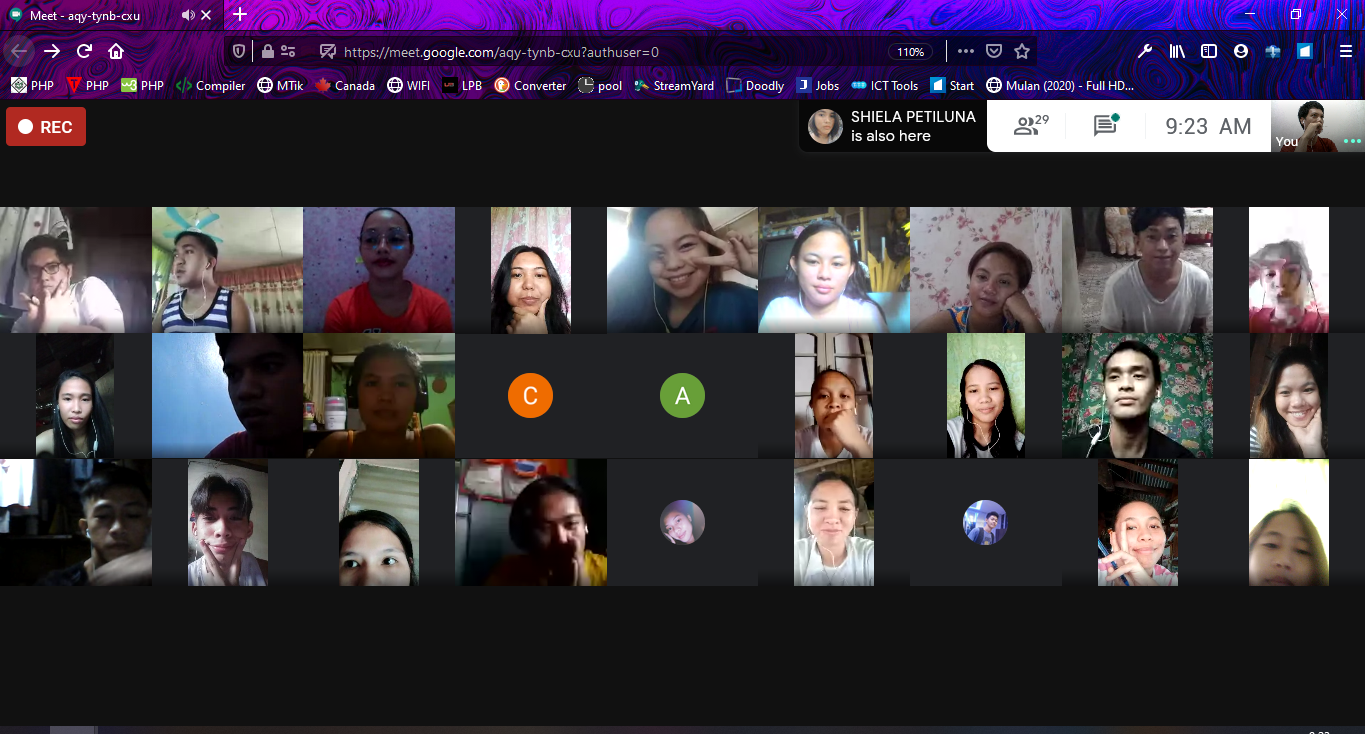 Meet - aqy-tynb-cxu
https://meet.google.com/aqy-tynb-cxu?authuser=0
110%
PHP
PHP
PHP
Compiler
MTik
Canada
WIFI
LPB
Converter
pool
StreamYard
Doodly
Jobs
ICT Tools
Start
Mulan (2020) - Full HD...
REC
SHIELA PETILUNA
is also here
29
9:23 AM
You
C
A